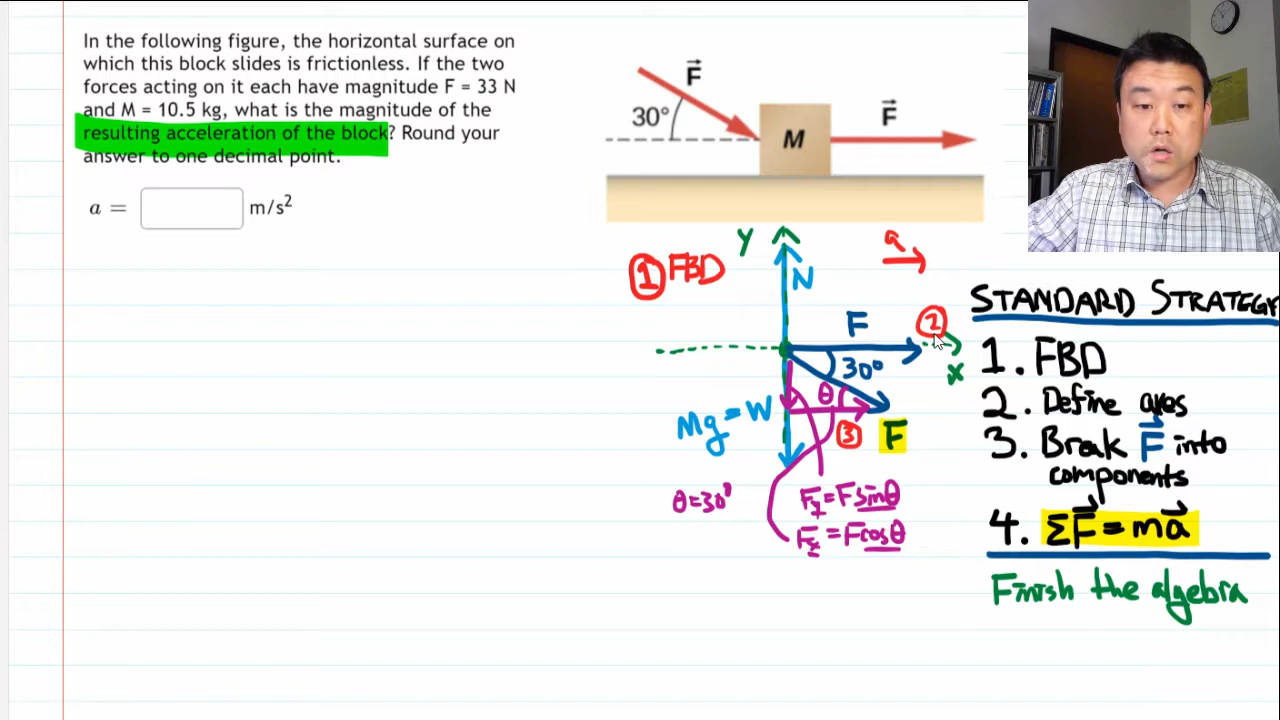 In the following figure, the horizontal surface on
which this block slides is frictionless. If the two
forces acting on it each have magnitude F = 33 N
and M = 10.5 kg, what is the magnitude of the
resulting acceleration of the block? Round your
answer to one decimal point.
a = m/s²
F⃗
30°
M
F⃗
y
a
① FBD
N
F
②
x
30°
θ
Mg = W
③
F
θ=30°
Fy = Fsinθ
Fx = Fcosθ
STANDARD STRATEGY
1. FBD
2. Define axes
3. Break F⃗ into
components
4. ΣF⃗ = ma⃗
Finish the algebra